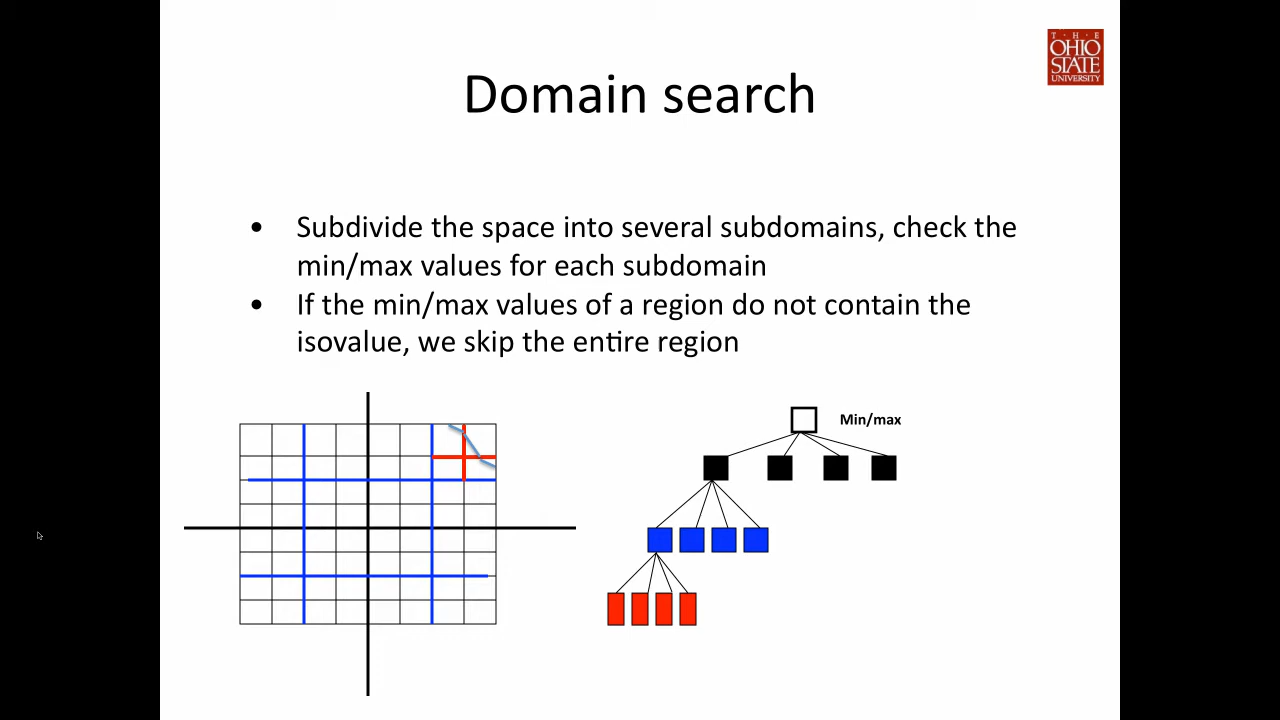 THE
OHIO
STATE
UNIVERSITY
Domain search
• Subdivide the space into several subdomains, check the
min/max values for each subdomain
• If the min/max values of a region do not contain the
isovalue, we skip the entire region
Min/max